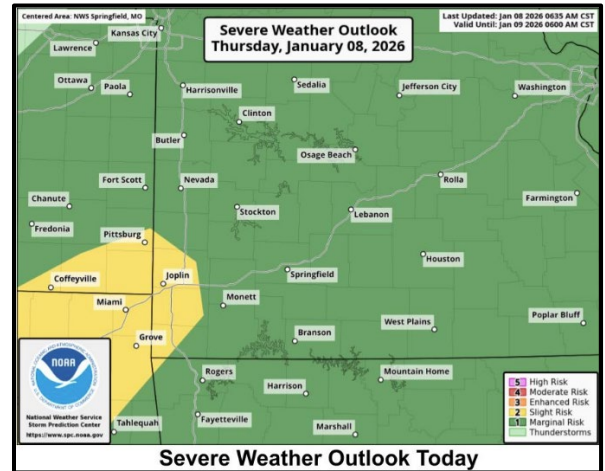 Centered Area: NWS Springfield, MO
Severe Weather Outlook
Thursday, January 08, 2026
Last Updated: Jan 08 2026 0635 AM CST
Valid Until: Jan 09 2026 0600 AM CST
Kansas City
Lawrence
Ottawa
Paola
Harrisonville
Sedalia
Jefferson City
Washington
Clinton
Butler
Osage Beach
Fort Scott
Nevada
Rolla
Farmington
Chanute
Stockton
Lebanon
Fredonia
Pittsburg
Houston
Coffeyville
Joplin
Springfield
Miami
Monett
West Plains
Poplar Bluff
Grove
Branson
Rogers
Mountain Home
Harrison
Tahlequah
Fayetteville
Marshall
NOAA
National Weather Service
Storm Prediction Center
https://www.spc.noaa.gov
5 High Risk
4 Moderate Risk
3 Enhanced Risk
2 Slight Risk
1 Marginal Risk
Thunderstorms
Severe Weather Outlook Today